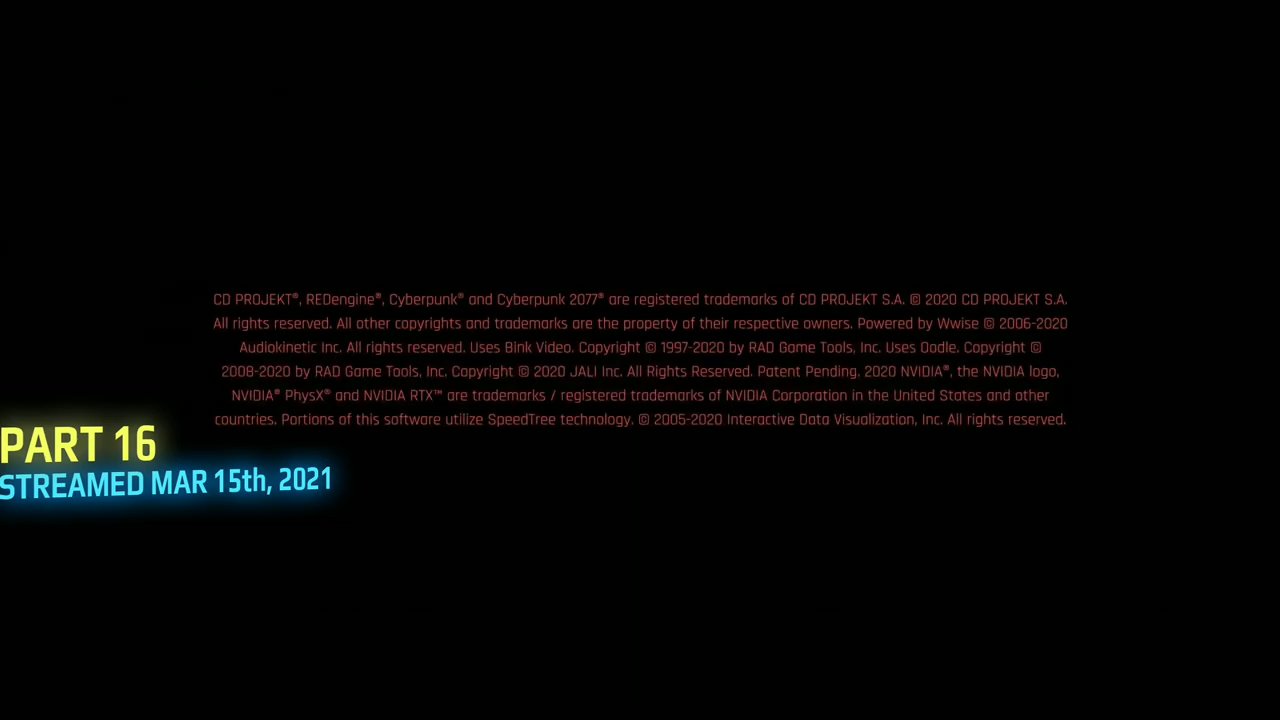 CD PROJEKT®, REDengine®, Cyberpunk® and Cyberpunk 2077® are registered trademarks of CD PROJEKT S.A. © 2020 CD PROJEKT S.A.
All rights reserved. All other copyrights and trademarks are the property of their respective owners. Powered by Wwise © 2006-2020
Audiokinetic Inc. All rights reserved. Uses Bink Video. Copyright © 1997-2020 by RAD Game Tools, Inc. Uses Oodle. Copyright ©
2008-2020 by RAD Game Tools, Inc. Copyright © 2020 JALI Inc. All Rights Reserved. Patent Pending. 2020 NVIDIA®, the NVIDIA logo,
NVIDIA® PhysX® and NVIDIA RTX™ are trademarks / registered trademarks of NVIDIA Corporation in the United States and other
countries. Portions of this software utilize SpeedTree technology. © 2005-2020 Interactive Data Visualization, Inc. All rights reserved.
PART 16
STREAMED MAR 15th, 2021